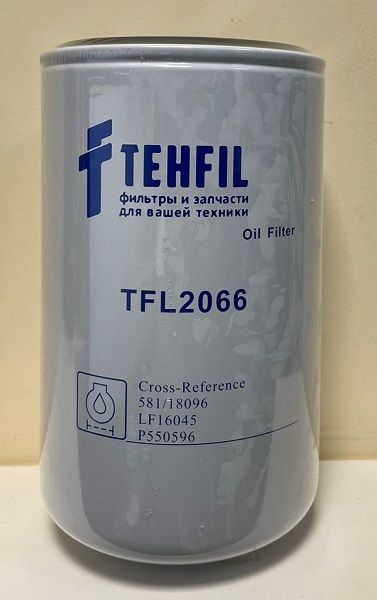 TEHFIL
фильтры и запчасти
для вашей техники
Oil Filter
TFL2066
Cross-Reference
581/18096
LF16045
P550596